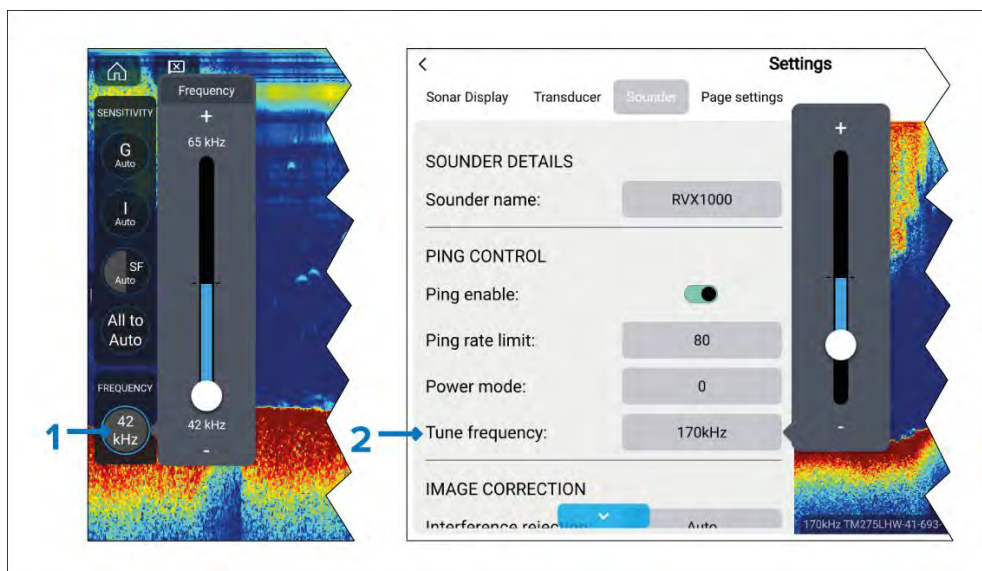 Frequency
+
65 kHz
SENSITIVITY
G
Auto
I
Auto
SF
Auto
All to
Auto
FREQUENCY
42
kHz
42 kHz
-
1
<
Settings
Sonar Display Transducer Sounder Page settings
+
SOUNDER DETAILS
Sounder name: RVX1000
PING CONTROL
Ping enable:
Ping rate limit: 80
Power mode: 0
2
Tune frequency: 170kHz
-
IMAGE CORRECTION
Interference rejection: Auto
170kHz TM275LHW-41-693-